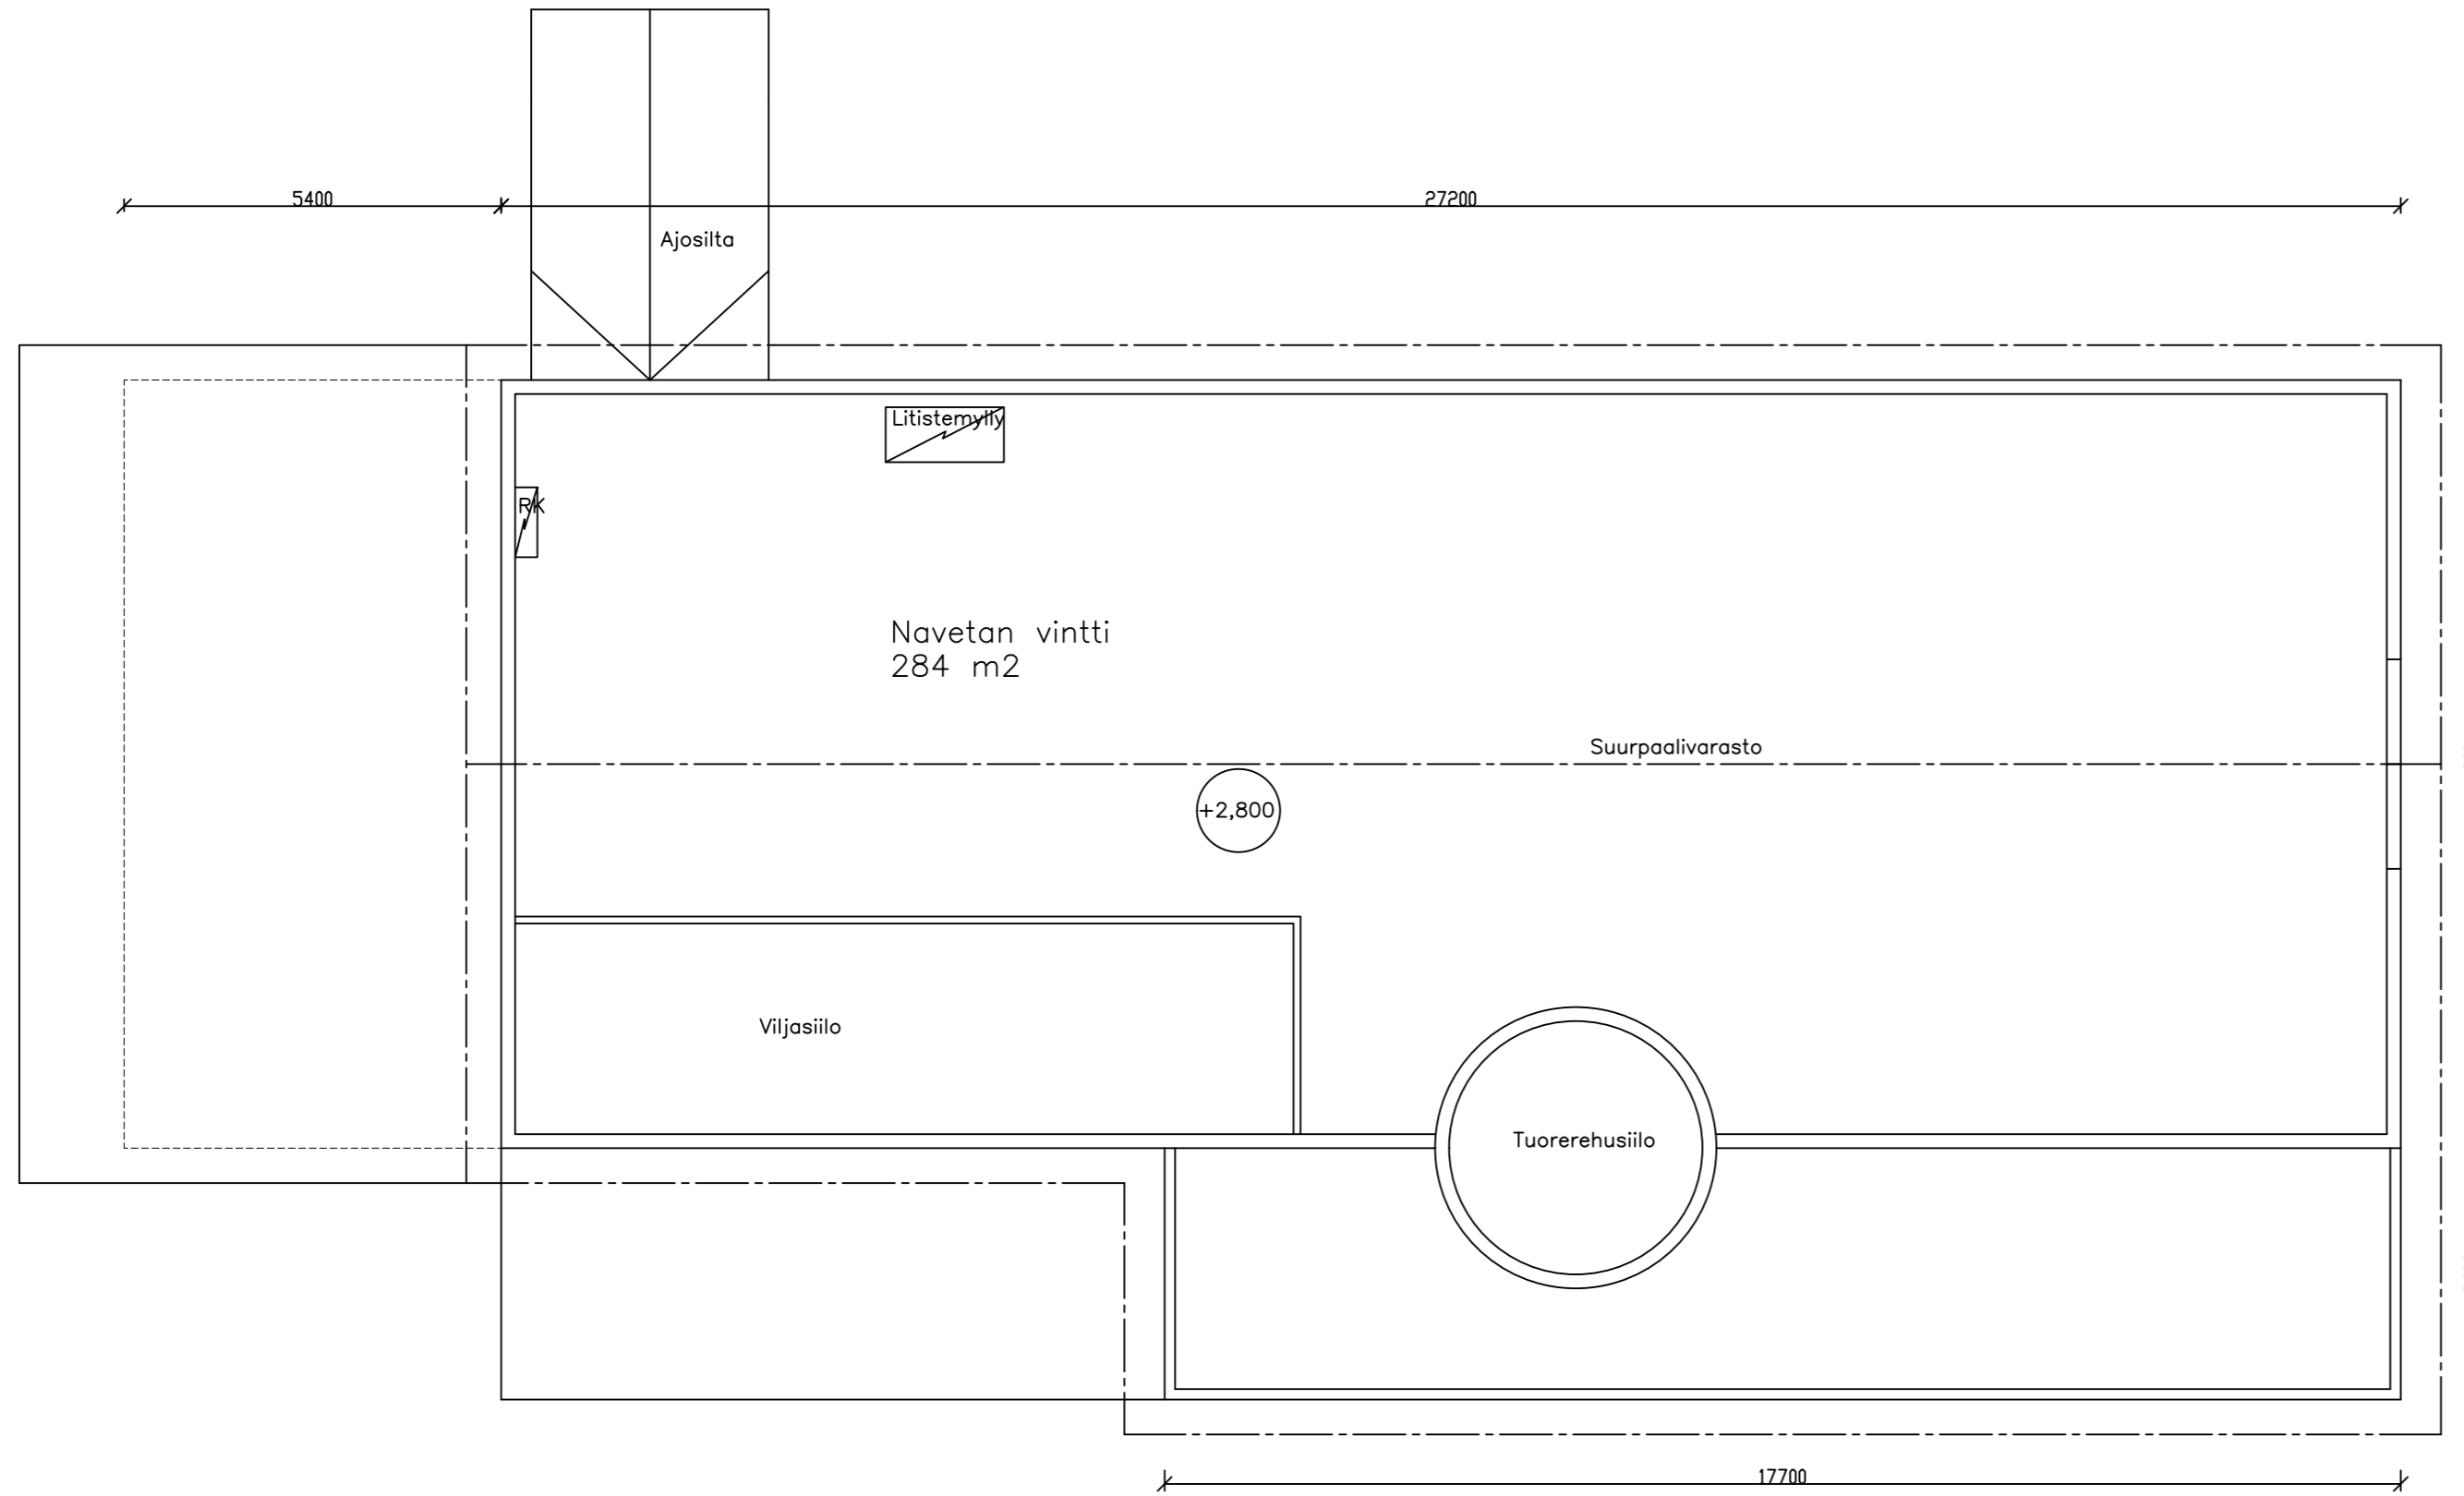 5400
27200
Ajosilta
Litistemylly
RK
Navetan vintti
284 m2
Suurpaalivarasto
+2,800
Viljasiilo
Tuorerehusiilo
17700